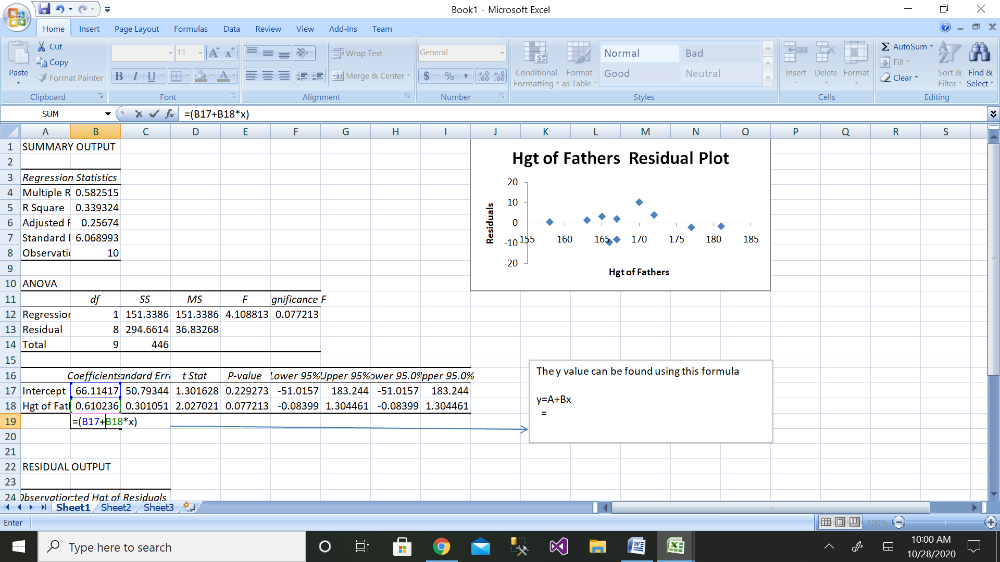 Book1 - Microsoft Excel
Home Insert Page Layout Formulas Data Review View Add-Ins Team
Paste
Cut
Copy
Format Painter
Clipboard
11
A A
B I U
A
Font
Wrap Text
Merge & Center
Alignment
General
$ % ,
Number
Conditional Formatting
Format as Table
Normal Bad
Good Neutral
Styles
Insert Delete Format
Cells
Σ AutoSum
Fill
Clear
Sort & Filter
Find & Select
Editing
SUM fx =(B17+B18*x)
A B C D E F G H I J K L M N O P Q R S
1 SUMMARY OUTPUT
2
3 Regression Statistics
4 Multiple R 0.582515
5 R Square 0.339324
6 Adjusted 0.25674
7 Standard 6.068993
8 Observatio 10
9
10 ANOVA
11 df SS MS F gnificance F
12 Regression 1 151.3386 151.3386 4.108813 0.077213
13 Residual 8 294.6614 36.83268
14 Total 9 446
15
16 Coefficients andard Erro t Stat P-value Lower 95% Upper 95% ower 95.0% pper 95.0%
17 Intercept 66.11417 50.79344 1.301628 0.229273 -51.0157 183.244 -51.0157 183.244
18 Hgt of Fat 0.610236 0.301051 2.027021 0.077213 -0.08399 1.304461 -0.08399 1.304461
19 =(B17+B18*x)
20
21
22 RESIDUAL OUTPUT
23
24 Observation cted Hgt of Residuals
Hgt of Fathers Residual Plot
20
10
0
-10
-20
155 160 165 170 175 180 185
Residuals
Hgt of Fathers
The y value can be found using this formula
y=A+Bx
=
Sheet1 Sheet2 Sheet3
Enter
100%
Type here to search
10:00 AM
10/28/2020